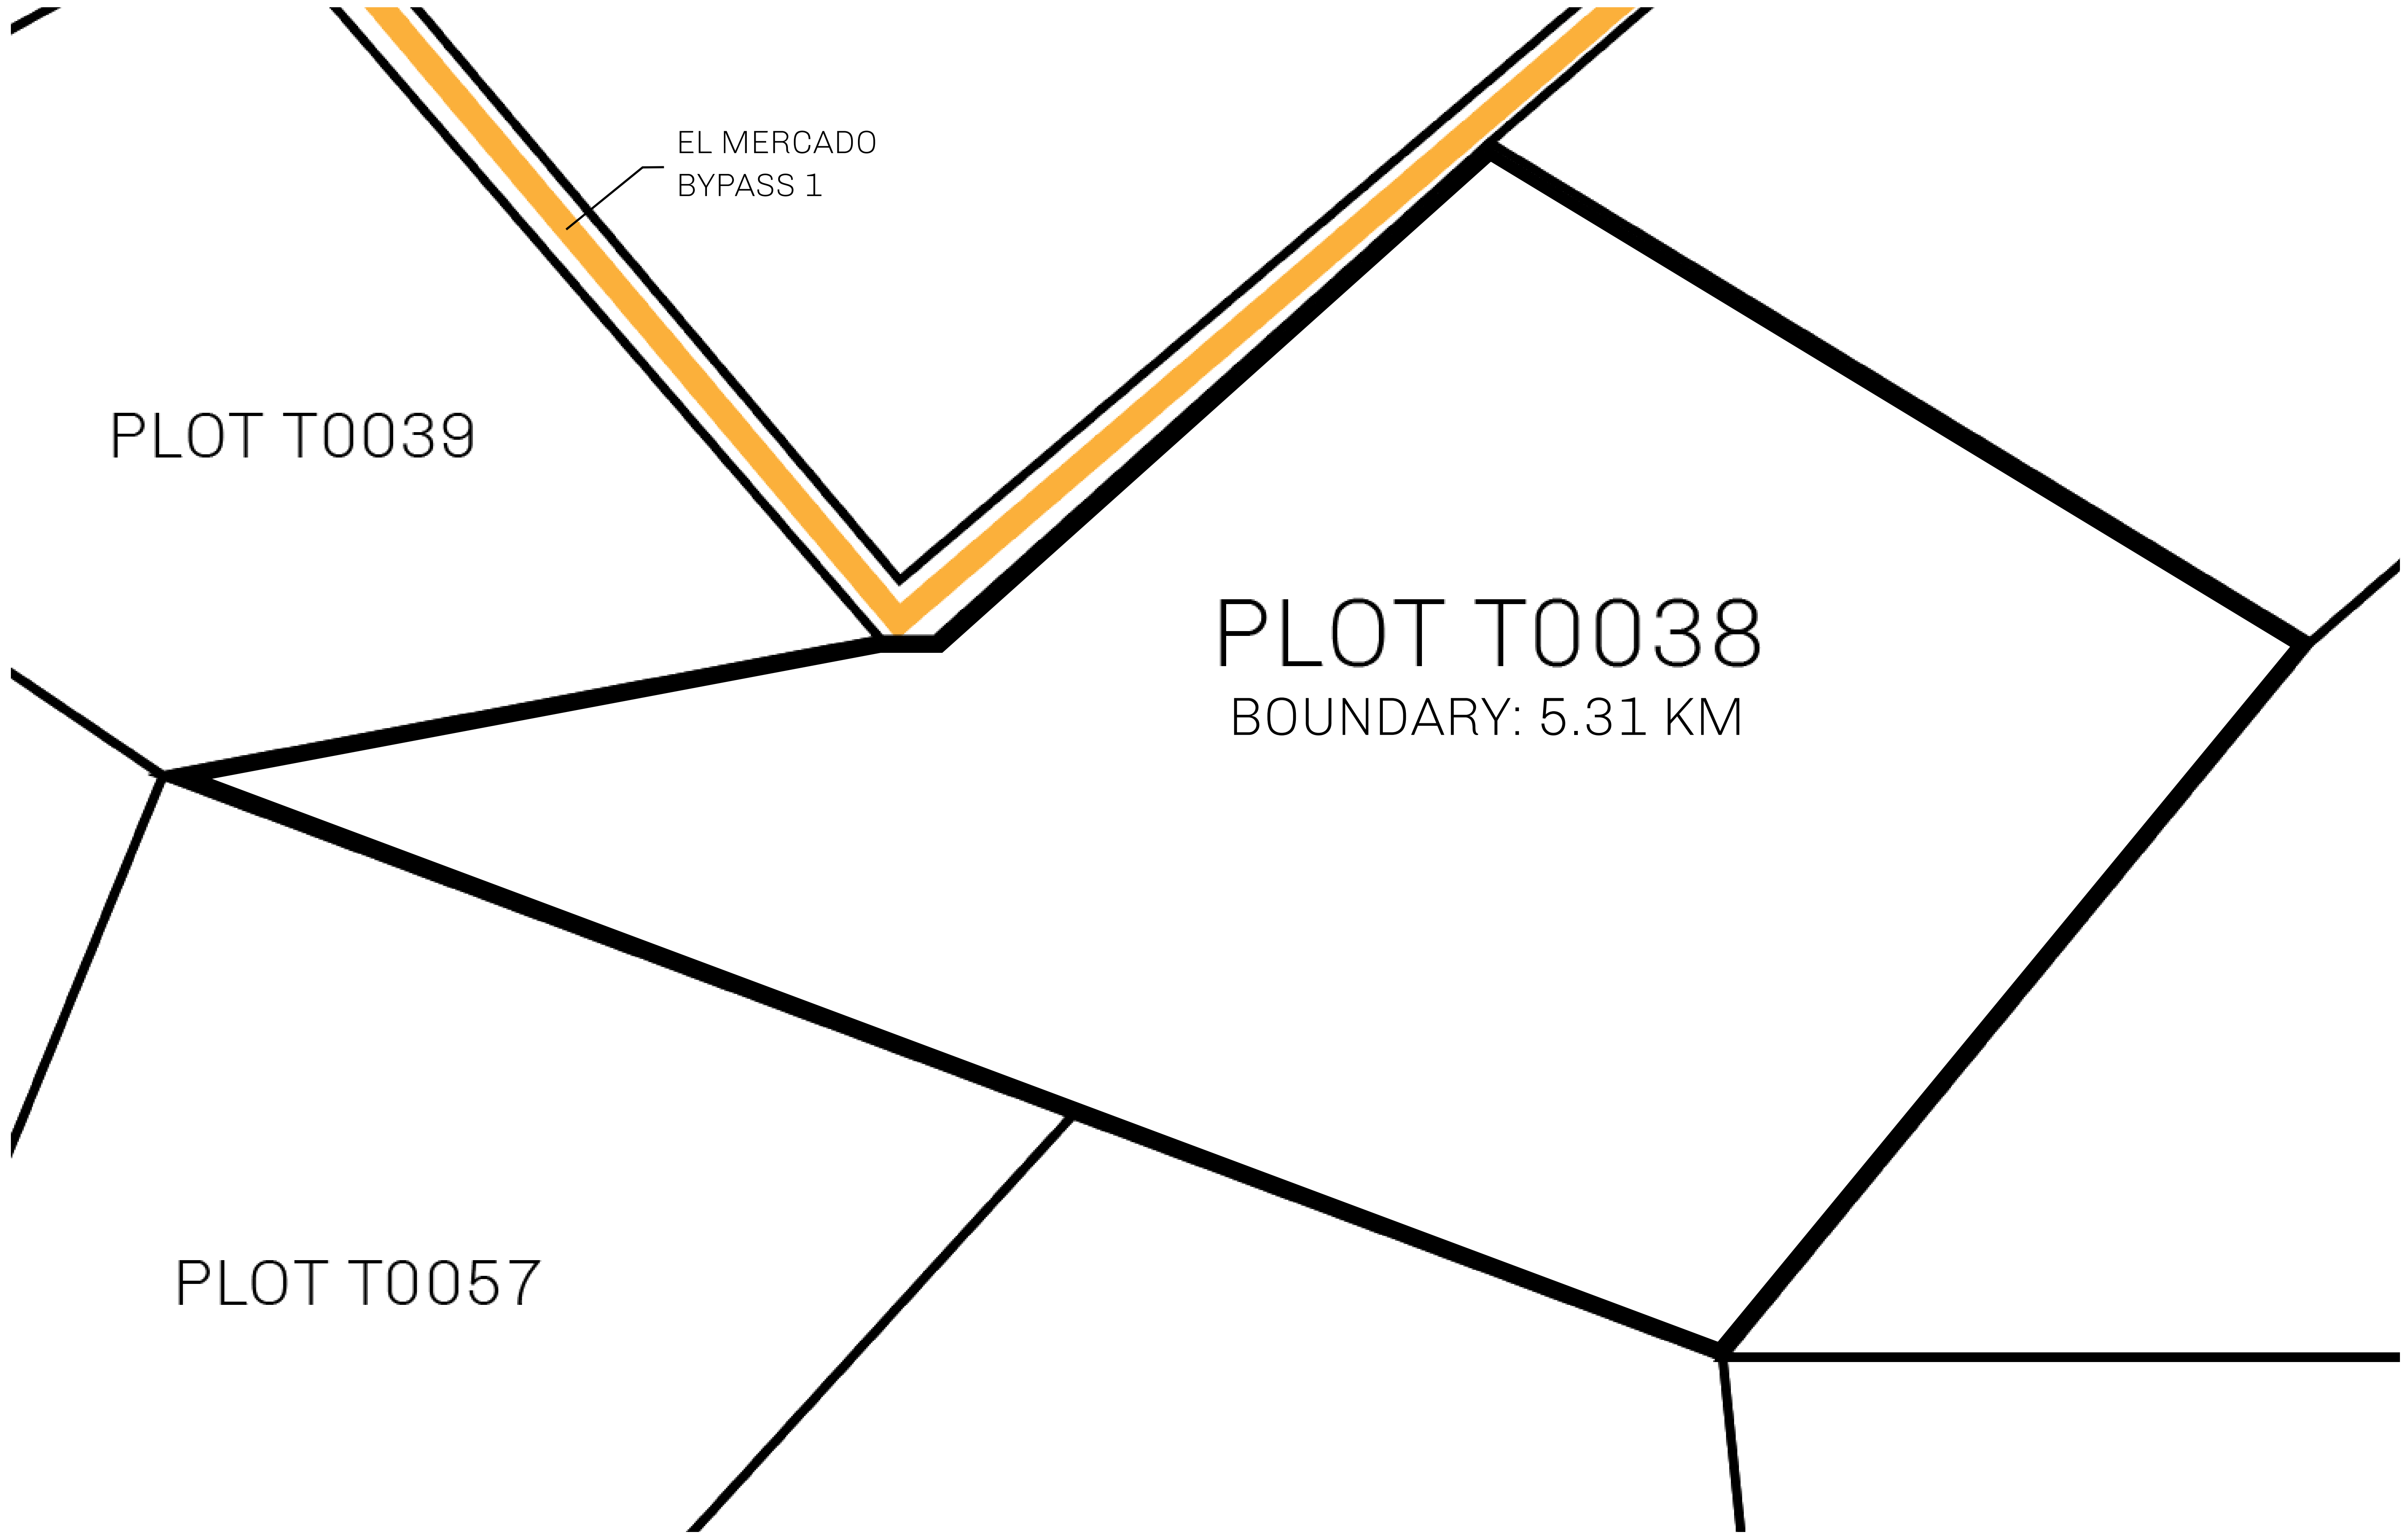 EL MERCADO
BYPASS 1
PLOT T0039
PLOT T0038
BOUNDARY: 5.31 KM
PLOT T0057